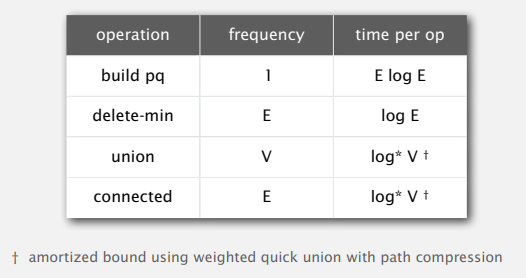 operation frequency time per op
build pq 1 E log E
delete-min E log E
union V log* V †
connected E log* V †
† amortized bound using weighted quick union with path compression